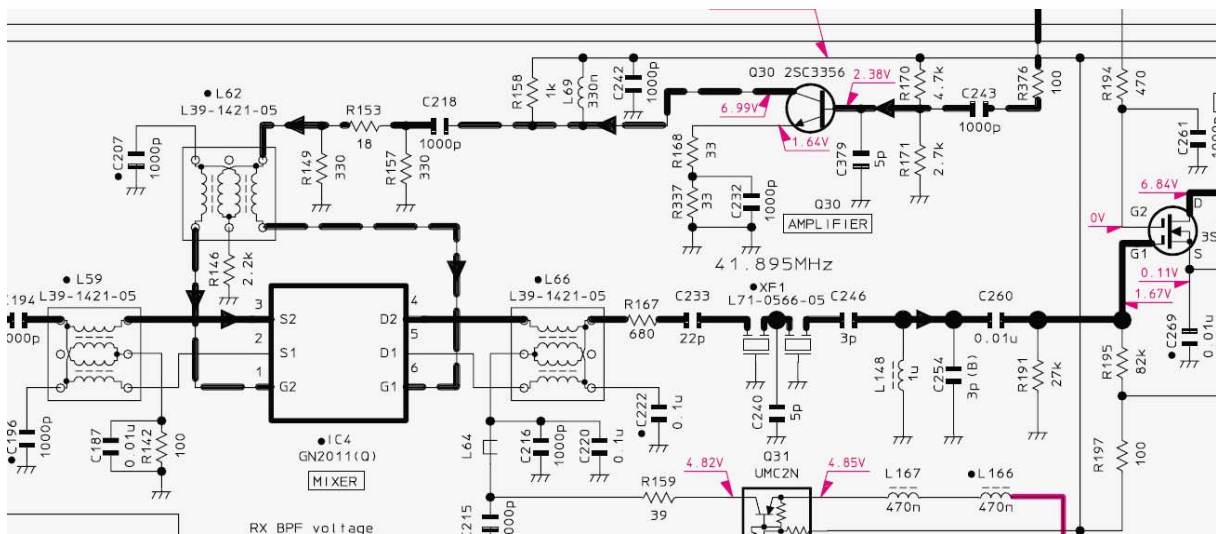 L62
L39-1421-05
C207
1000p
R149
330
R153
18
R157
330
C218
1000p
R158
1k
L69
330n
C242
1000p
Q30 2SC3356
6.99V
2.38V
1.64V
R170
4.7k
R171
2.7k
C243
1000p
R376
100
R194
470
C261
1000p
R168
33
R337
33
C232
1000p
C379
5p
Q30
AMPLIFIER
6.84V
0V
G2
D
G1
S
3S
0.11V
1.67V
C269
0.01u
R146
2.2k
L59
L39-1421-05
C194
000p
3
S2
2
S1
1
G2
4
D2
5
D1
6
G1
IC4
GN2011(Q)
MIXER
C196
1000p
C187
0.01u
R142
100
L66
L39-1421-05
R167
680
C233
22p
41.895MHz
XF1
L71-0566-05
C246
3p
C260
0.01u
L148
1u
C254
3p(B)
R191
27k
R195
82k
R197
100
C240
5p
C222
0.1u
L64
C216
1000p
C220
0.1u
Q31
UMC2N
4.82V
4.85V
R159
39
L167
470n
L166
470n
C215
000p
RX BPF voltage